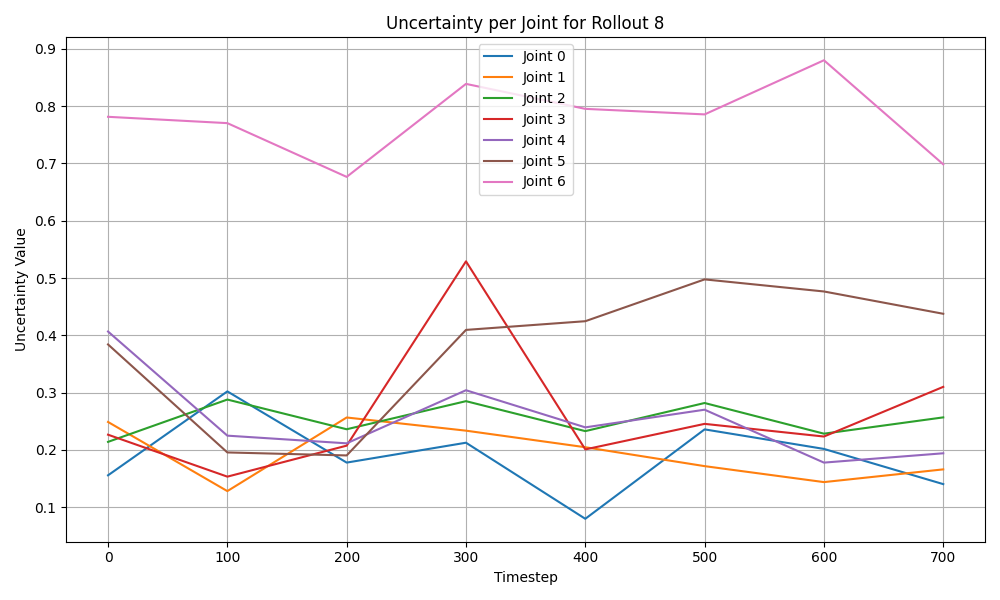 Uncertainty per Joint for Rollout 8
0.9
0.8
0.7
0.6
0.5
0.4
0.3
0.2
0.1
Uncertainty Value
Joint 0
Joint 1
Joint 2
Joint 3
Joint 4
Joint 5
Joint 6
0 100 200 300 400 500 600 700
Timestep